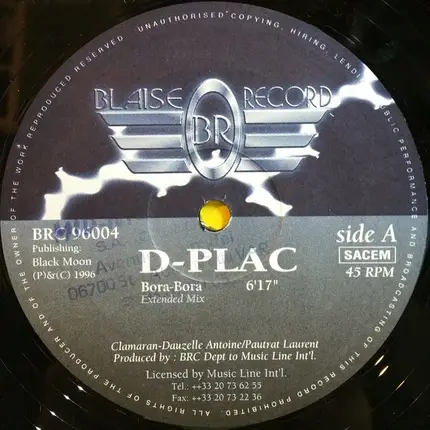 ALL RIGHTS OF THE PRODUCER AND OF THE OWNER OF THE WORK REPRODUCED RESERVED UNAUTHORISED COPYING, HIRING, LENDING PUBLIC PERFORMANCE AND BROADCASTING OF THIS RECORD PROHIBITED.
BLAISE RECORD
BR
BRC 96004
Publishing:
Black Moon
(P)&(C) 1996
side A
SACEM
45 RPM
D-PLAC
Bora-Bora 6'17"
Extended Mix
Clamaran-Dauzelle Antoine/Pautrat Laurent
Produced by : BRC Dept to Music Line Int'l.
Licensed by Music Line Int'l.
Tel.: ++33 20 73 62 55
Fax: ++33 20 73 22 36
06700 St